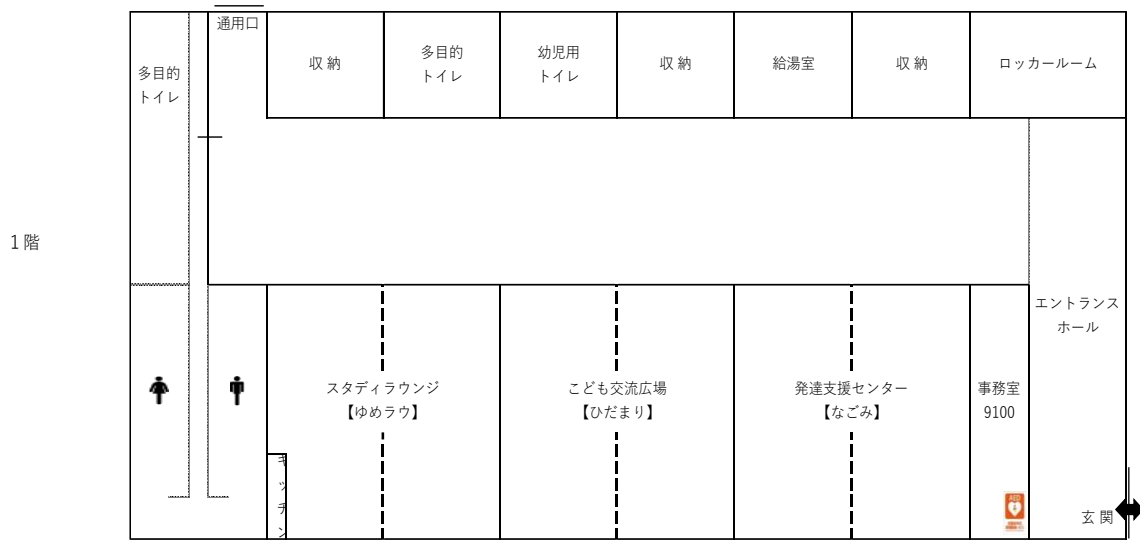 通用口
多目的
トイレ
収 納
多目的
トイレ
幼児用
トイレ
収 納
給湯室
収 納
ロッカールーム
1 階
エントランス
ホール
スタディラウンジ
【ゆめラウ】
こども交流広場
【ひだまり】
発達支援センター
【なごみ】
事務室
9100
キッチン
AED
玄 関